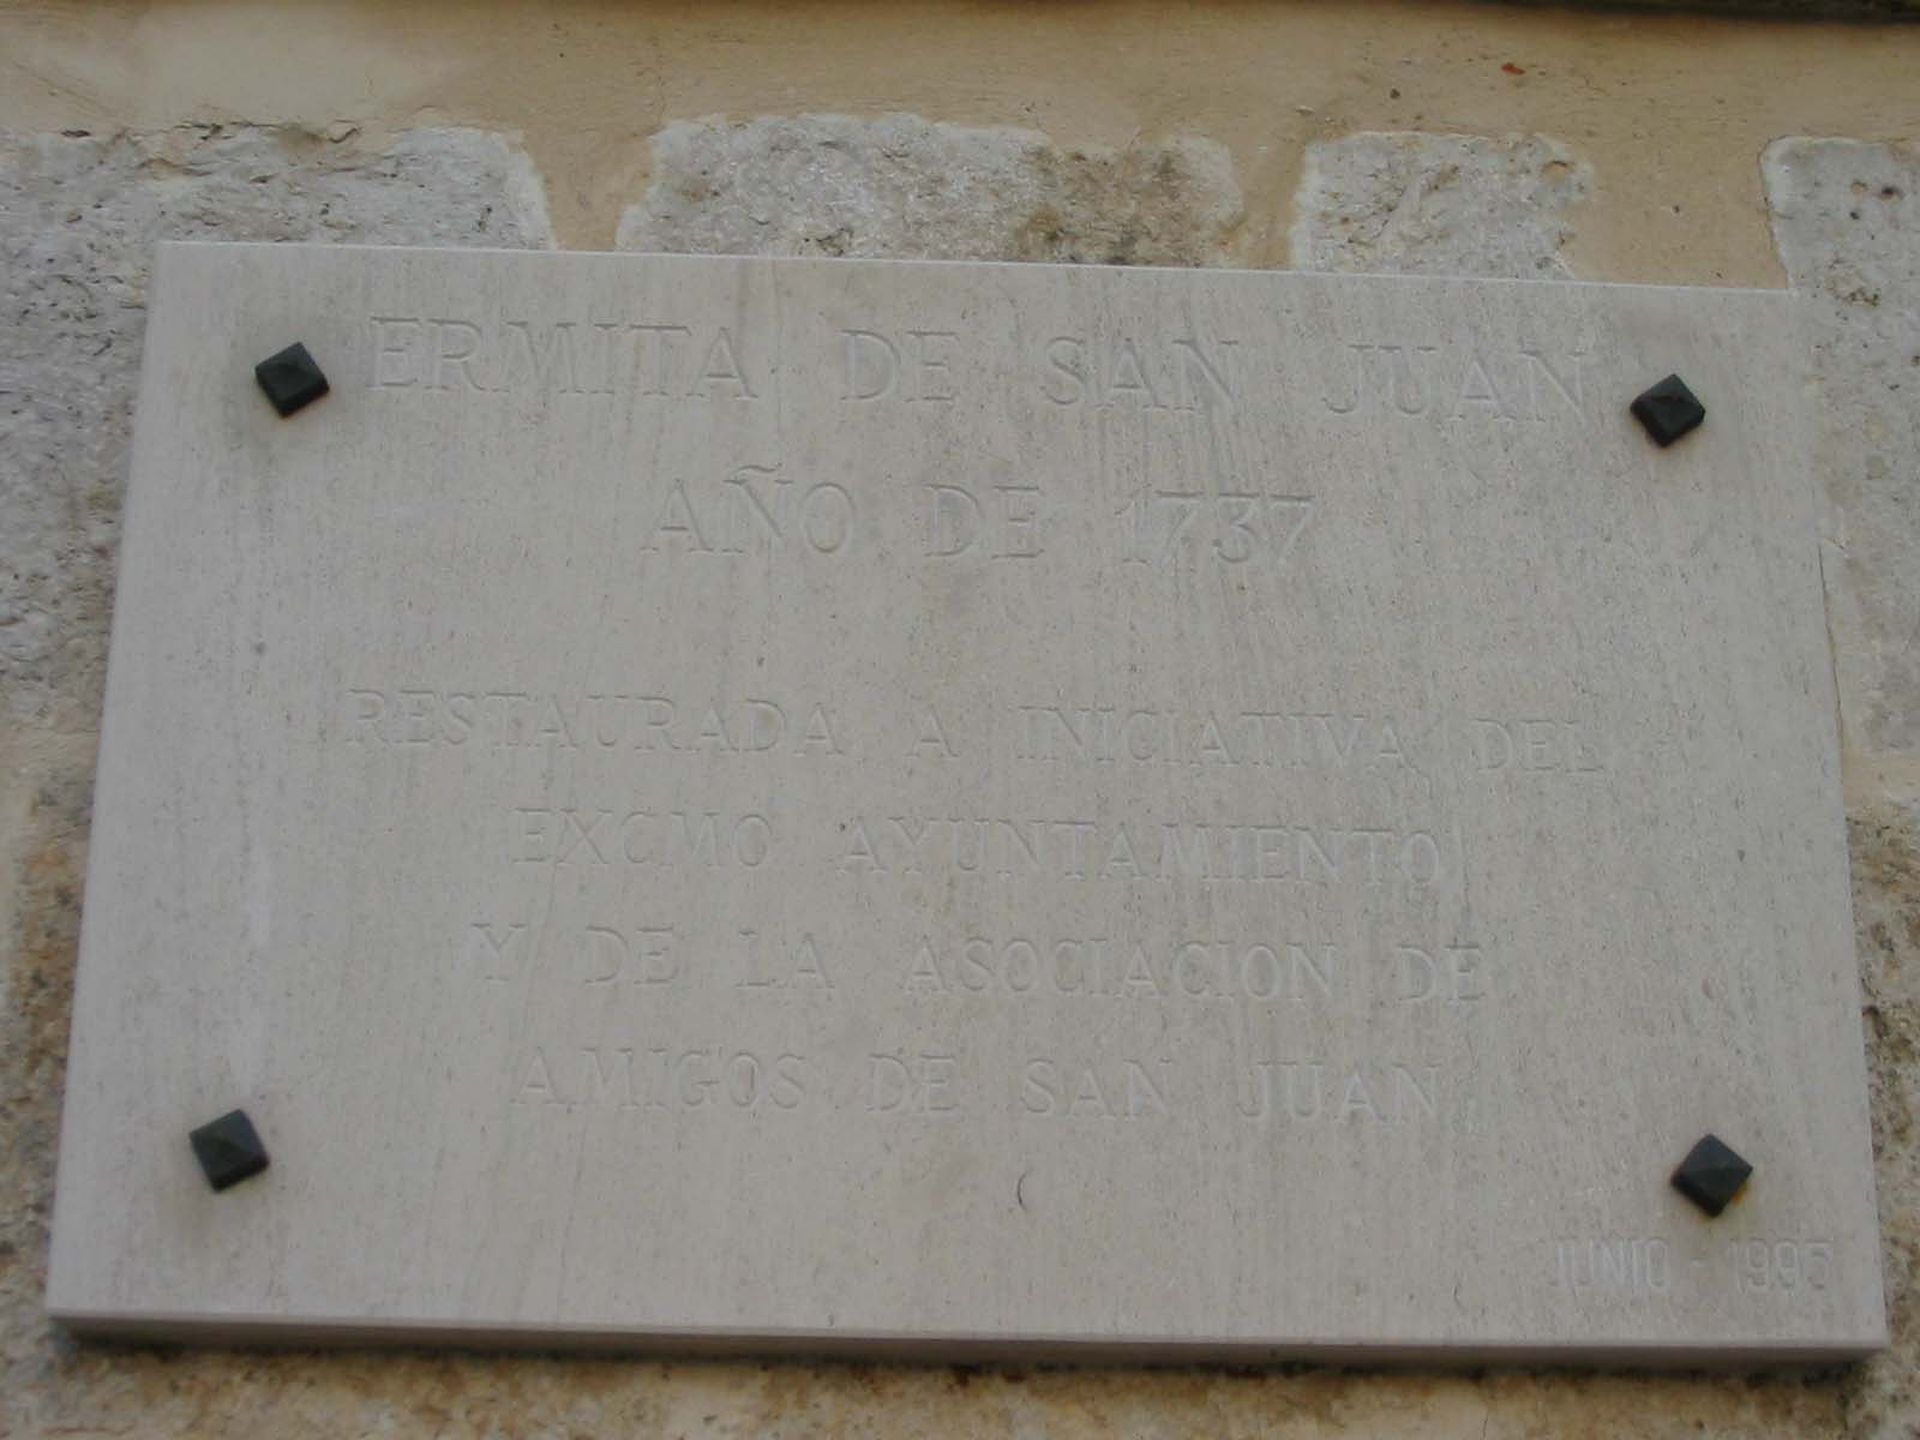 ERMITA DE SAN JUAN
AÑO DE 1737
RESTAURADA A INICIATIVA DEL
EXCMO AYUNTAMIENTO
Y DE LA ASOCIACION DE
AMIGOS DE SAN JUAN
JUNIO - 1995